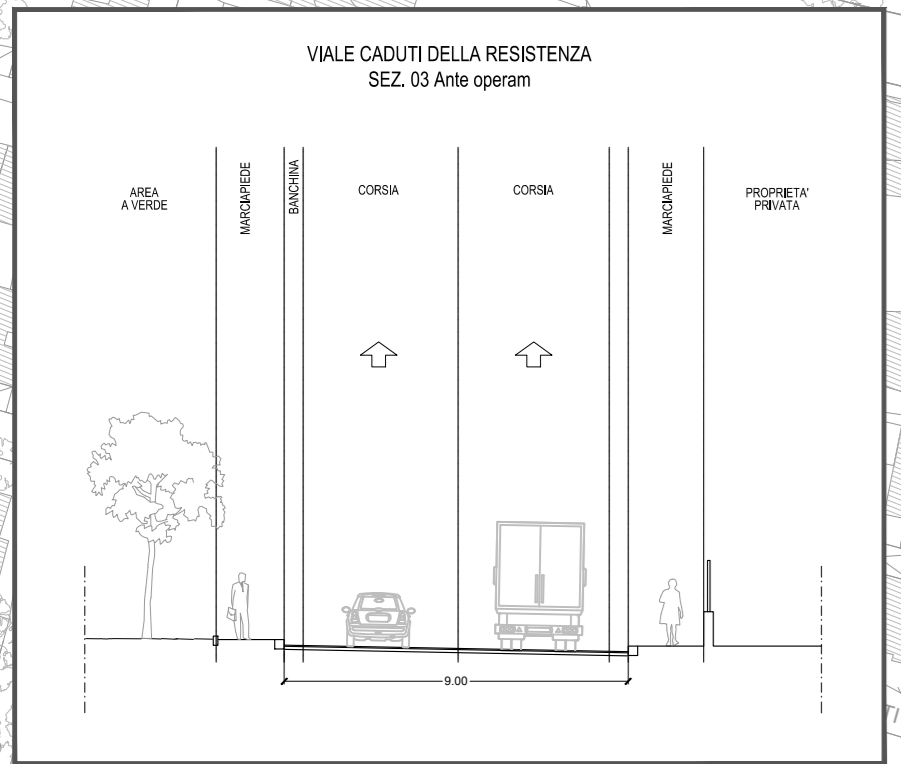 VIALE CADUTI DELLA RESISTENZA
SEZ. 03 Ante operam
AREA
A VERDE
MARCIAPIEDE
BANCHINA
CORSIA
CORSIA
MARCIAPIEDE
PROPRIETA'
PRIVATA
9.00
TI